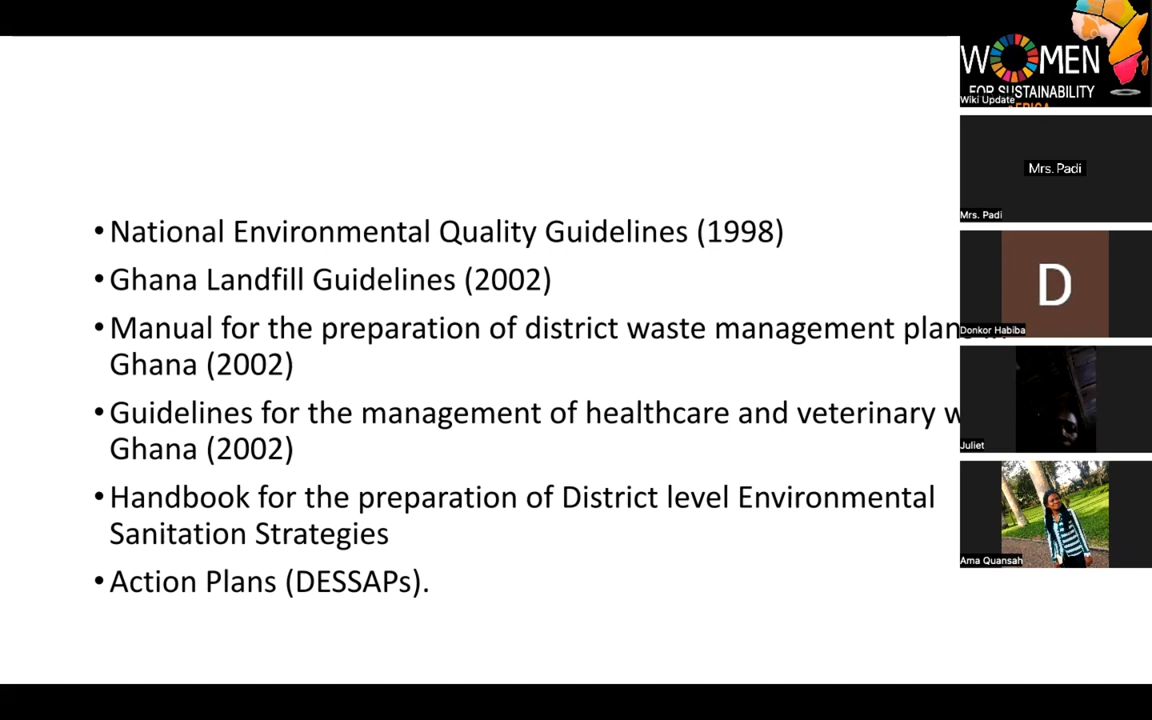 • National Environmental Quality Guidelines (1998)
• Ghana Landfill Guidelines (2002)
• Manual for the preparation of district waste management plan
Ghana (2002)
• Guidelines for the management of healthcare and veterinary w
Ghana (2002)
• Handbook for the preparation of District level Environmental
Sanitation Strategies
• Action Plans (DESSAPs).
WOMEN
FOR SUSTAINABILITY
AFRICA
Wiki Update
Mrs. Padi
Mrs. Padi
D
Donkor Habiba
Juliet
Ama Quansah